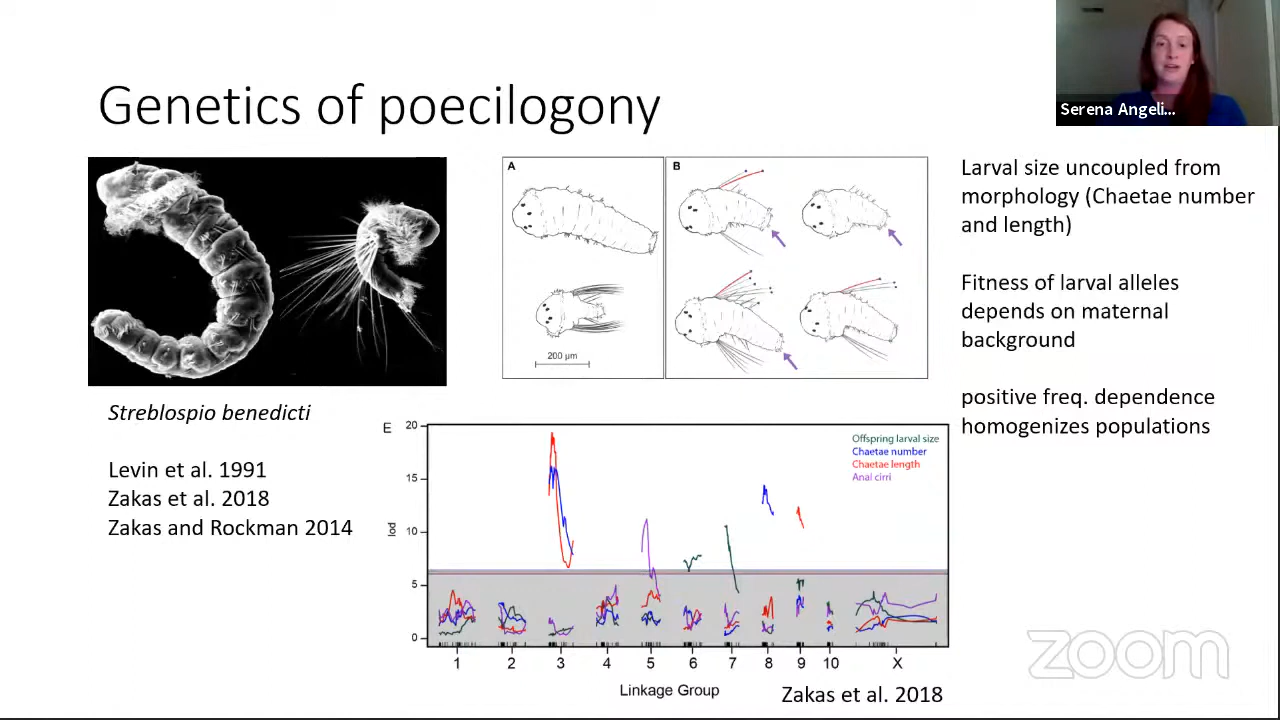 Genetics of poecilogony
Serena Angeli...
A
B
200 µm
Larval size uncoupled from
morphology (Chaetae number
and length)
Fitness of larval alleles
depends on maternal
background
positive freq. dependence
homogenizes populations
Streblospio benedicti
Levin et al. 1991
Zakas et al. 2018
Zakas and Rockman 2014
E
20
15
10
5
0
lod
Offspring larval size
Chaetae number
Chaetae length
Anal cirri
1 2 3 4 5 6 7 8 9 10 X
Linkage Group
Zakas et al. 2018
zoom